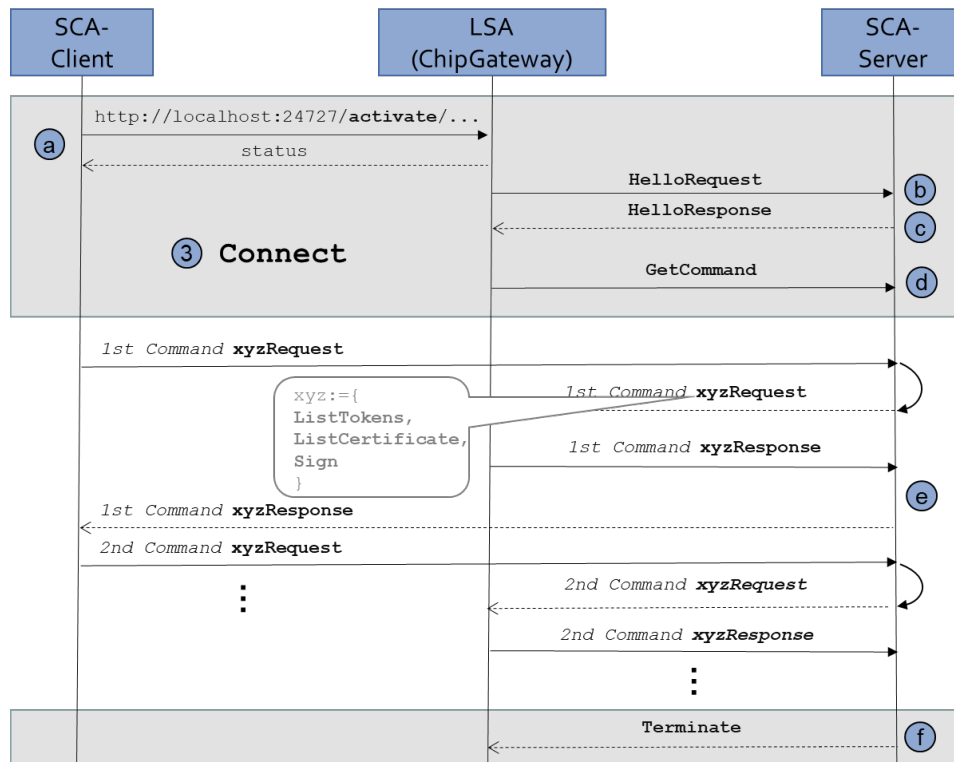 SCA-
Client
LSA
(ChipGateway)
SCA-
Server
http://localhost:24727/activate/...
a
status
HelloRequest
b
HelloResponse
c
3 Connect
GetCommand
d
1st Command xyzRequest
1st Command xyzRequest
xyz:={
ListTokens,
ListCertificate,
Sign
}
1st Command xyzResponse
e
1st Command xyzResponse
2nd Command xyzRequest
2nd Command xyzRequest
⋮
2nd Command xyzResponse
⋮
Terminate
f